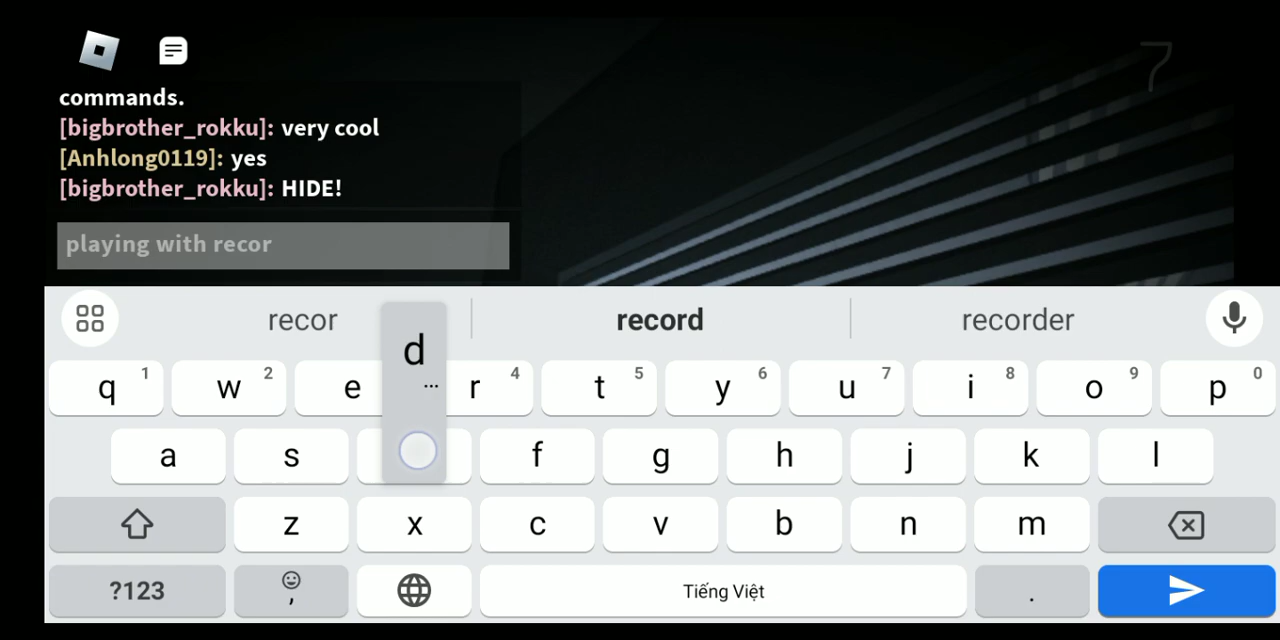 7
commands.
[bigbrother_rokku]: very cool
[Anhlong0119]: yes
[bigbrother_rokku]: HIDE!
playing with recor
recor record recorder
d
...
q 1 w 2 e r 4 t 5 y 6 u 7 i 8 o 9 p 0
a s f g h j k l
z x c v b n m
?123 , Tiếng Việt .